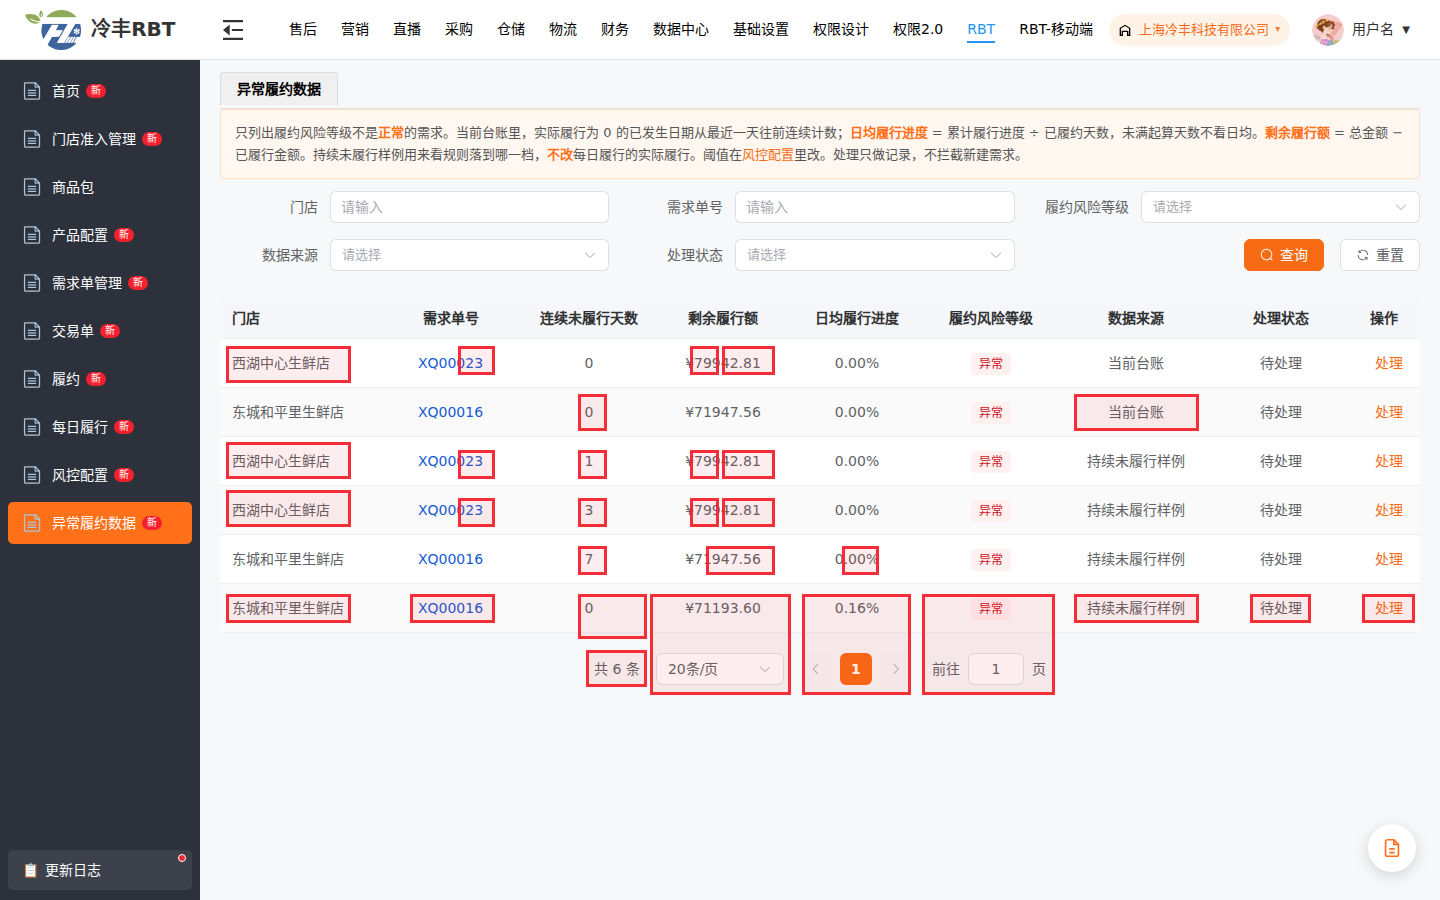 冷丰RBT
售后 营销 直播 采购 仓储 物流 财务 数据中心 基础设置 权限设计 权限2.0 RBT RBT-移动端 上海冷丰科技有限公司 ▾ 用户名 ▼
首页 新
门店准入管理 新
商品包
产品配置 新
需求单管理 新
交易单 新
履约 新
每日履行 新
风控配置 新
异常履约数据 新
更新日志
异常履约数据
只列出履约风险等级不是正常的需求。当前台账里，实际履行为 0 的已发生日期从最近一天往前连续计数；日均履行进度 = 累计履行进度 ÷ 已履约天数，未满起算天数不看日均。剩余履行额 = 总金额 −
已履行金额。持续未履行样例用来看规则落到哪一档，不改每日履行的实际履行。阈值在风控配置里改。处理只做记录，不拦截新建需求。
门店 请输入 需求单号 请输入 履约风险等级 请选择
数据来源 请选择 处理状态 请选择 查询 重置
门店 需求单号 连续未履行天数 剩余履行额 日均履行进度 履约风险等级 数据来源 处理状态 操作
西湖中心生鲜店 XQ00023 0 ¥79942.81 0.00% 异常 当前台账 待处理 处理
东城和平里生鲜店 XQ00016 0 ¥71947.56 0.00% 异常 当前台账 待处理 处理
西湖中心生鲜店 XQ00023 1 ¥79942.81 0.00% 异常 持续未履行样例 待处理 处理
西湖中心生鲜店 XQ00023 3 ¥79942.81 0.00% 异常 持续未履行样例 待处理 处理
东城和平里生鲜店 XQ00016 7 ¥71947.56 0.00% 异常 持续未履行样例 待处理 处理
东城和平里生鲜店 XQ00016 0 ¥71193.60 0.16% 异常 持续未履行样例 待处理 处理
共 6 条 20条/页 1 前往 1 页